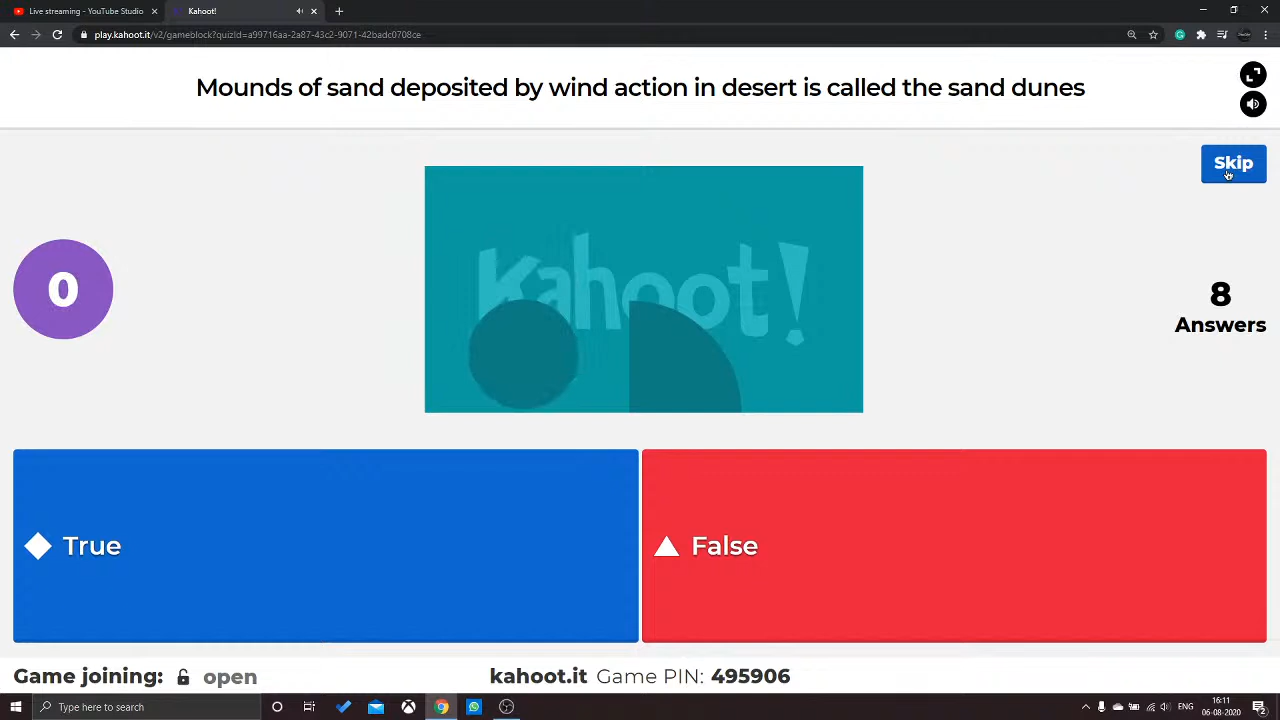 Live streaming - YouTube Studio
Kahoot!
play.kahoot.it/v2/gameblock?quizId=a99716aa-2a87-43c2-9071-42badc0708ce
Mounds of sand deposited by wind action in desert is called the sand dunes
Skip
Kahoot!
0
8
Answers
True
False
Game joining: open
kahoot.it Game PIN: 495906
Type here to search
ENG
16:11
06-08-2020
2